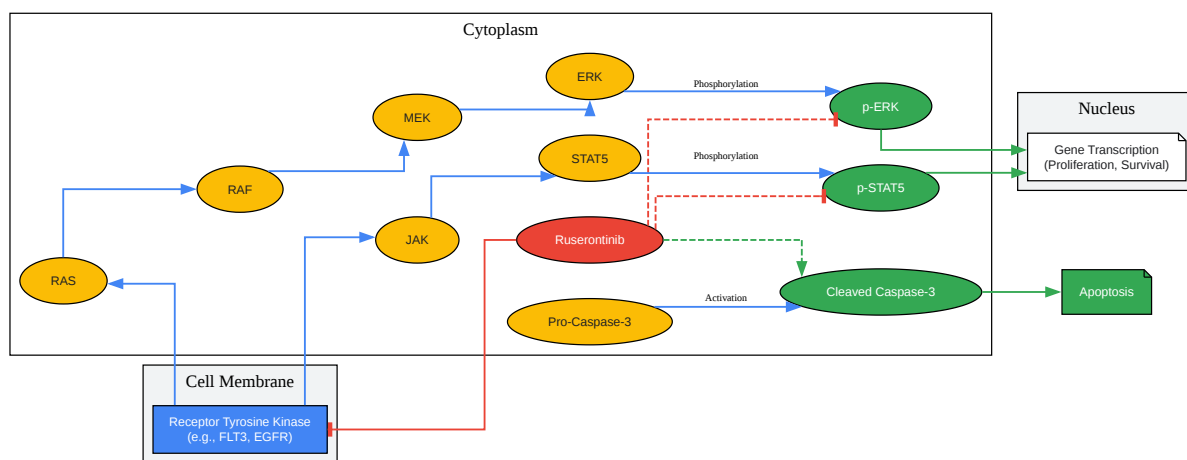 Cytoplasm
ERK
Phosphorylation
p-ERK
MEK
Nucleus
Gene Transcription
(Proliferation, Survival)
STAT5
Phosphorylation
p-STAT5
RAF
JAK
Ruserontinib
RAS
Cleaved Caspase-3
Apoptosis
Activation
Pro-Caspase-3
Cell Membrane
Receptor Tyrosine Kinase
(e.g., FLT3, EGFR)